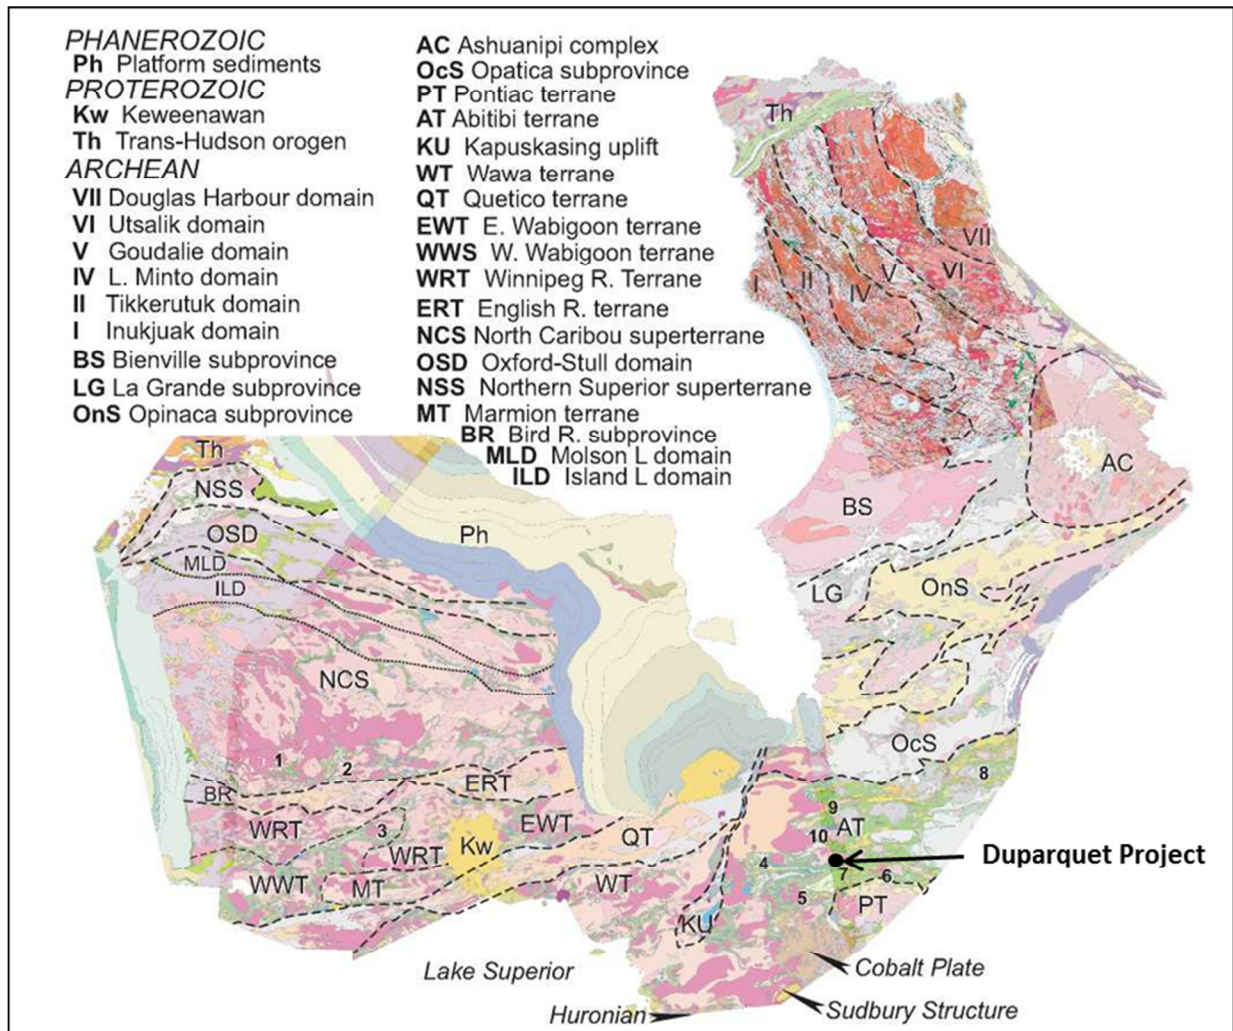 PHANEROZOIC
Ph Platform sediments
PROTEROZOIC
Kw Keweenawan
Th Trans-Hudson orogen
ARCHEAN
VII Douglas Harbour domain
VI Utsalik domain
V Goudalie domain
IV L. Minto domain
II Tikkerutuk domain
I Inukjuak domain
BS Bienville subprovince
LG La Grande subprovince
OnS Opinaca subprovince
AC Ashuanipi complex
OcS Opatica subprovince
PT Pontiac terrane
AT Abitibi terrane
KU Kapuskasing uplift
WT Wawa terrane
QT Quetico terrane
EWT E. Wabigoon terrane
WWS W. Wabigoon terrane
WRT Winnipeg R. Terrane
ERT English R. terrane
NCS North Caribou superterrane
OSD Oxford-Stull domain
NSS Northern Superior superterrane
MT Marmion terrane
BR Bird R. subprovince
MLD Molson L domain
ILD Island L domain
Th
VII
VI
V
IV
II
I
Th
NSS
OSD
MLD
ILD
Ph
BS
AC
LG
OnS
NCS
OcS
1
2
8
BR
ERT
9
WRT
3
EWT
QT
10
AT
Kw
WRT
4
Duparquet Project
WWT
MT
WT
7
6
5
PT
KU
Lake Superior
Cobalt Plate
Huronian
Sudbury Structure